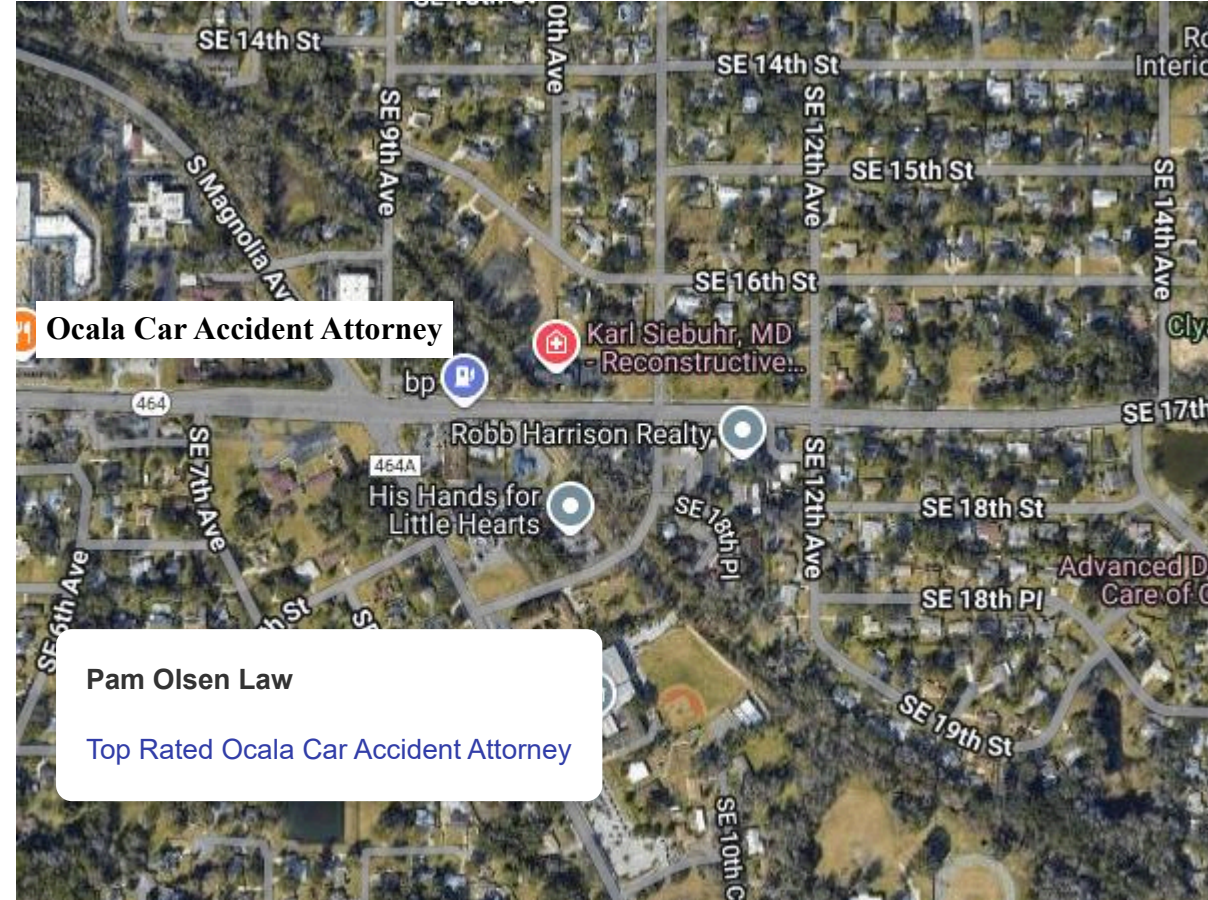 SE 14th St
SE 14th St
SE 9th Ave
SE 12th Ave
SE 15th St
SE 14th Ave
S Magnolia Av
SE 16th St
Ocala Car Accident Attorney
Karl Siebuhr, MD
- Reconstructive...
bp
464
SE 17th
Robb Harrison Realty
464A
SE 7th Ave
SE 12th Ave
His Hands for
Little Hearts
SE 18th Pl
SE 18th St
SE 6th Ave
Advanced D
Care of
SE 18th Pl
Pam Olsen Law
Top Rated Ocala Car Accident Attorney
SE 19th St
SE 10th C